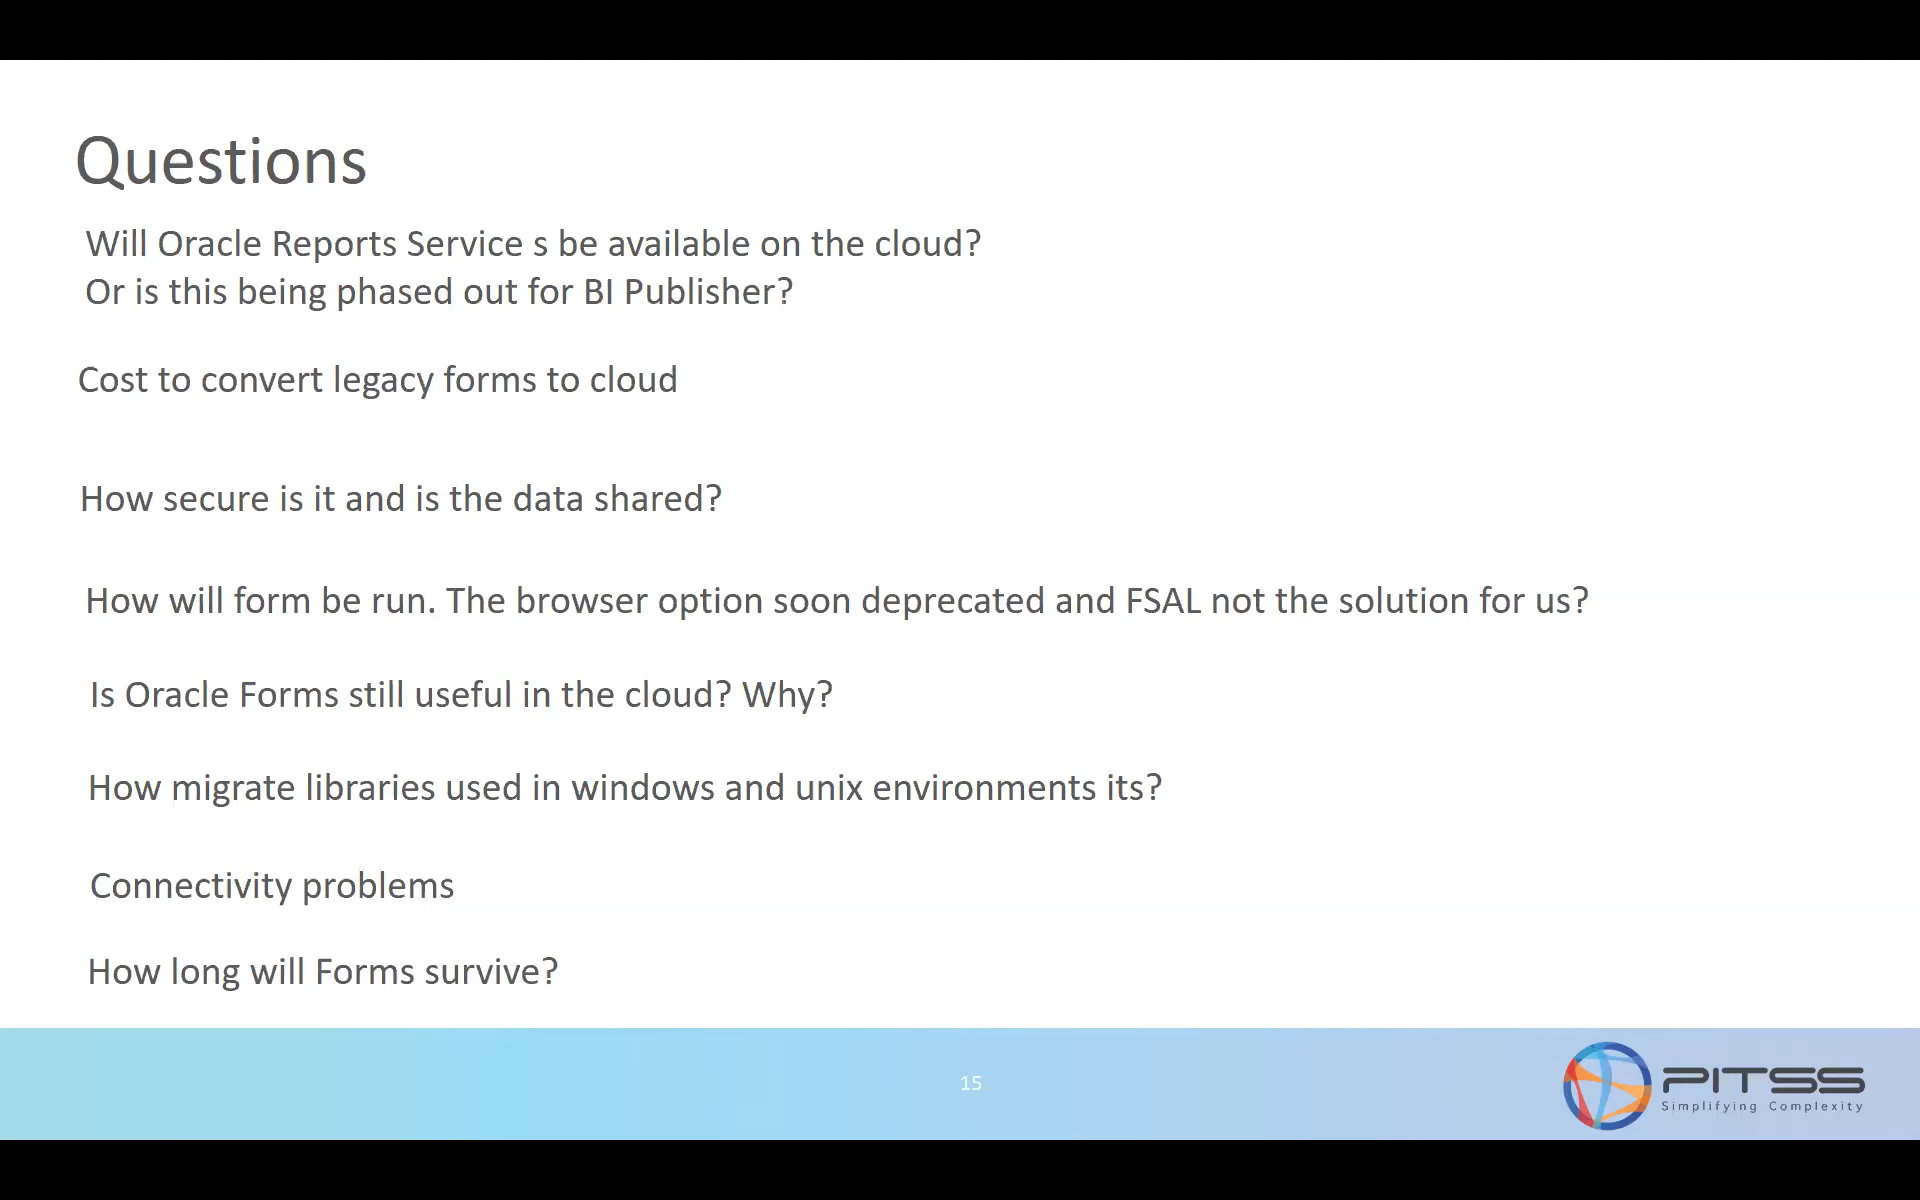 Questions
Will Oracle Reports Service s be available on the cloud?
Or is this being phased out for BI Publisher?
Cost to convert legacy forms to cloud
How secure is it and is the data shared?
How will form be run. The browser option soon deprecated and FSAL not the solution for us?
Is Oracle Forms still useful in the cloud? Why?
How migrate libraries used in windows and unix environments its?
Connectivity problems
How long will Forms survive?
15
PITSS
Simplifying Complexity